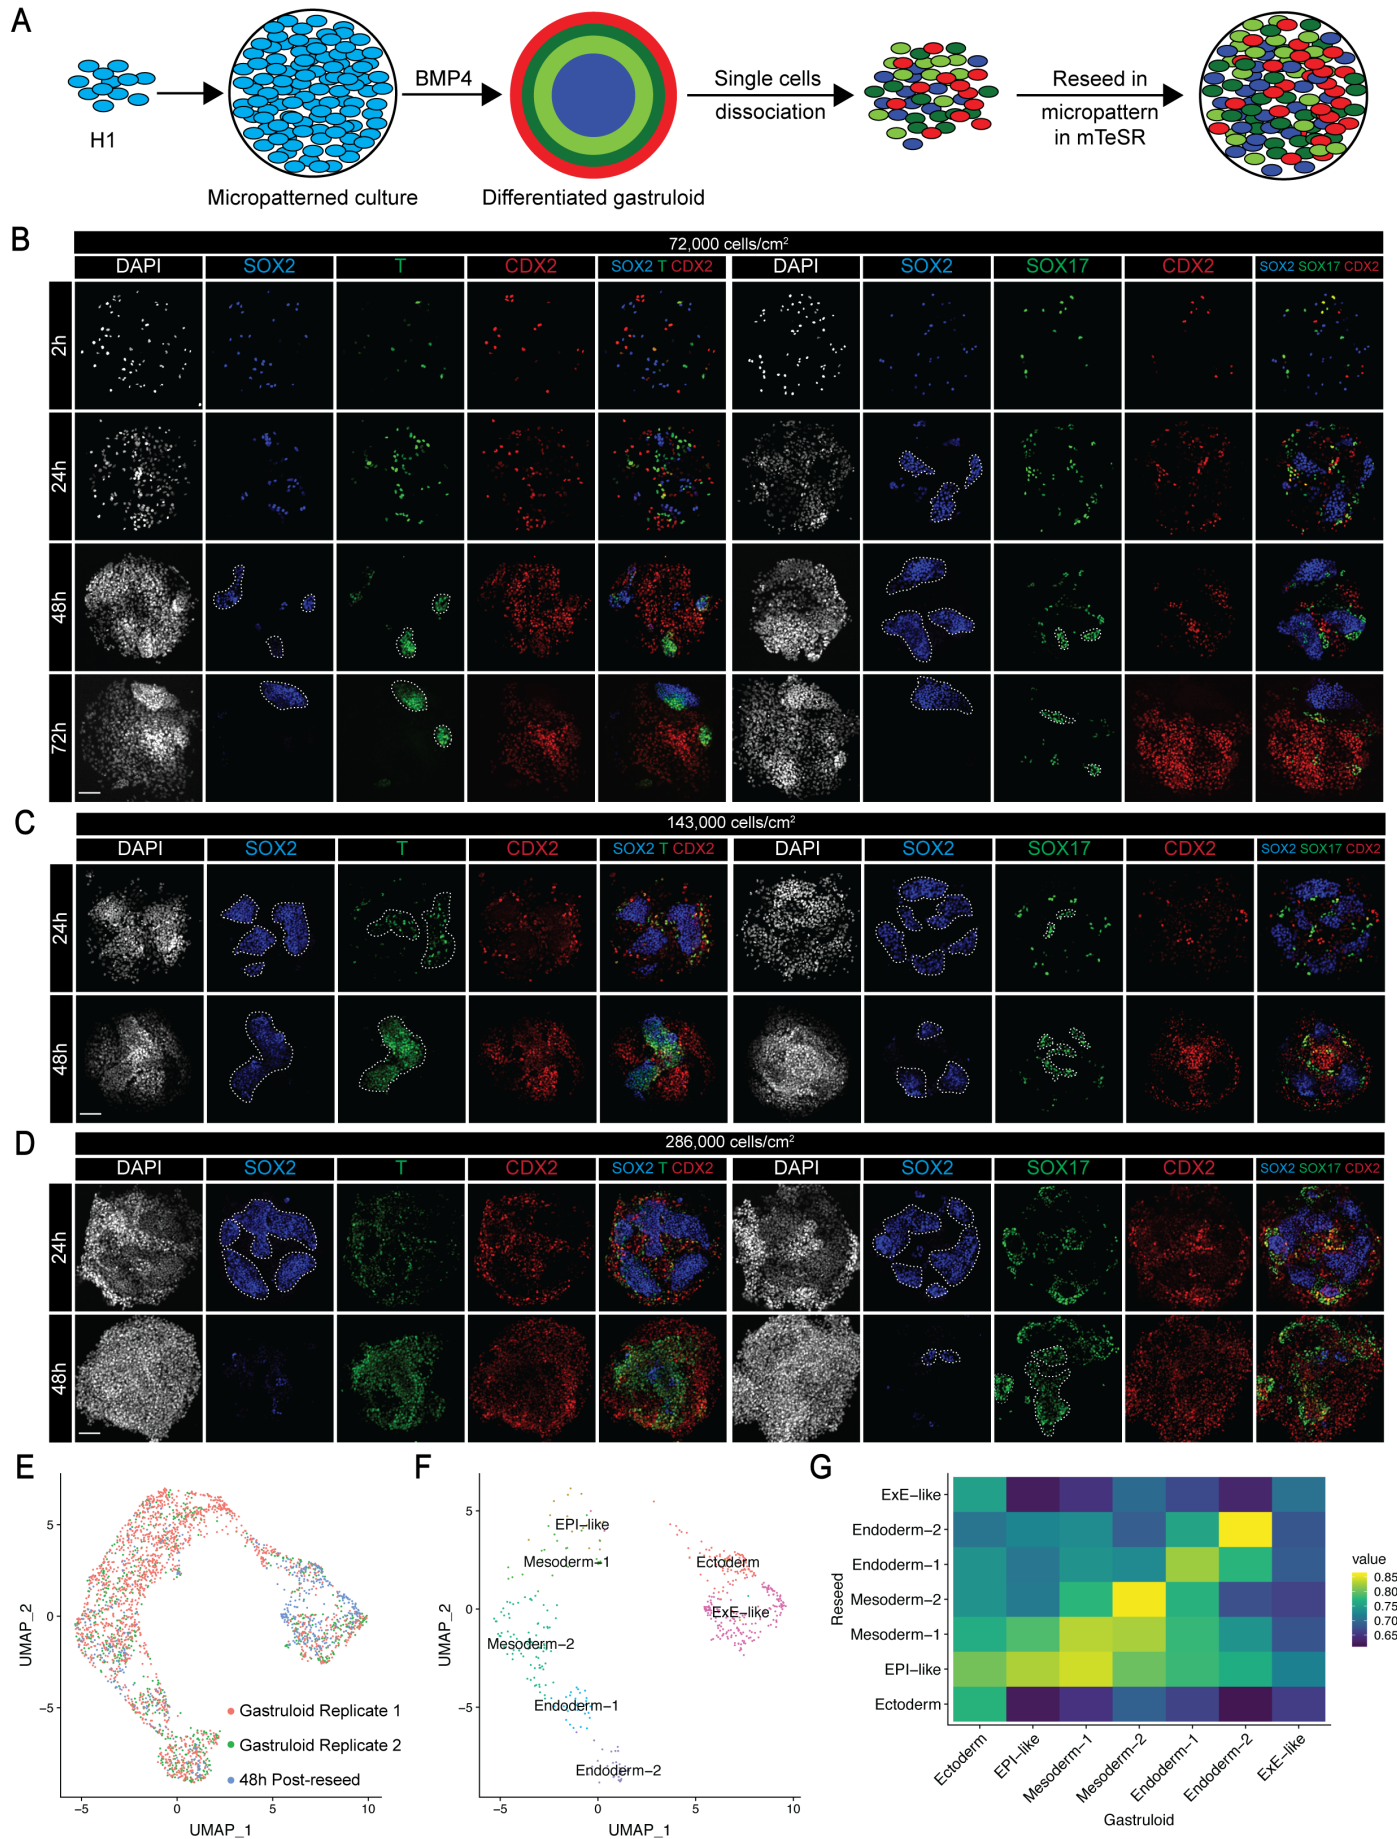 A
H1
Micropatterned culture
BMP4
Differentiated gastruloid
Single cells
dissociation
Reseed in
micropattern
in mTeSR
B
72,000 cells/cm²
DAPI SOX2 T CDX2 SOX2 T CDX2 DAPI SOX2 SOX17 CDX2 SOX2 SOX17 CDX2
2h
24h
48h
72h
C
143,000 cells/cm²
DAPI SOX2 T CDX2 SOX2 T CDX2 DAPI SOX2 SOX17 CDX2 SOX2 SOX17 CDX2
24h
48h
D
286,000 cells/cm²
DAPI SOX2 T CDX2 SOX2 T CDX2 DAPI SOX2 SOX17 CDX2 SOX2 SOX17 CDX2
24h
48h
E
UMAP_2
5
0
−5
Gastruloid Replicate 1
Gastruloid Replicate 2
48h Post-reseed
−5 0 5 10
UMAP_1
F
UMAP_2
5
0
−5
EPI−like
Mesoderm−1
Ectoderm
ExE−like
Mesoderm−2
Endoderm−1
Endoderm−2
−5 0 5 10
UMAP_1
G
Reseed
ExE−like
Endoderm−2
Endoderm−1
Mesoderm−2
Mesoderm−1
EPI−like
Ectoderm
Ectoderm
EPI−like
Mesoderm−1
Mesoderm−2
Endoderm−1
Endoderm−2
ExE−like
Gastruloid
value
0.85
0.80
0.75
0.70
0.65